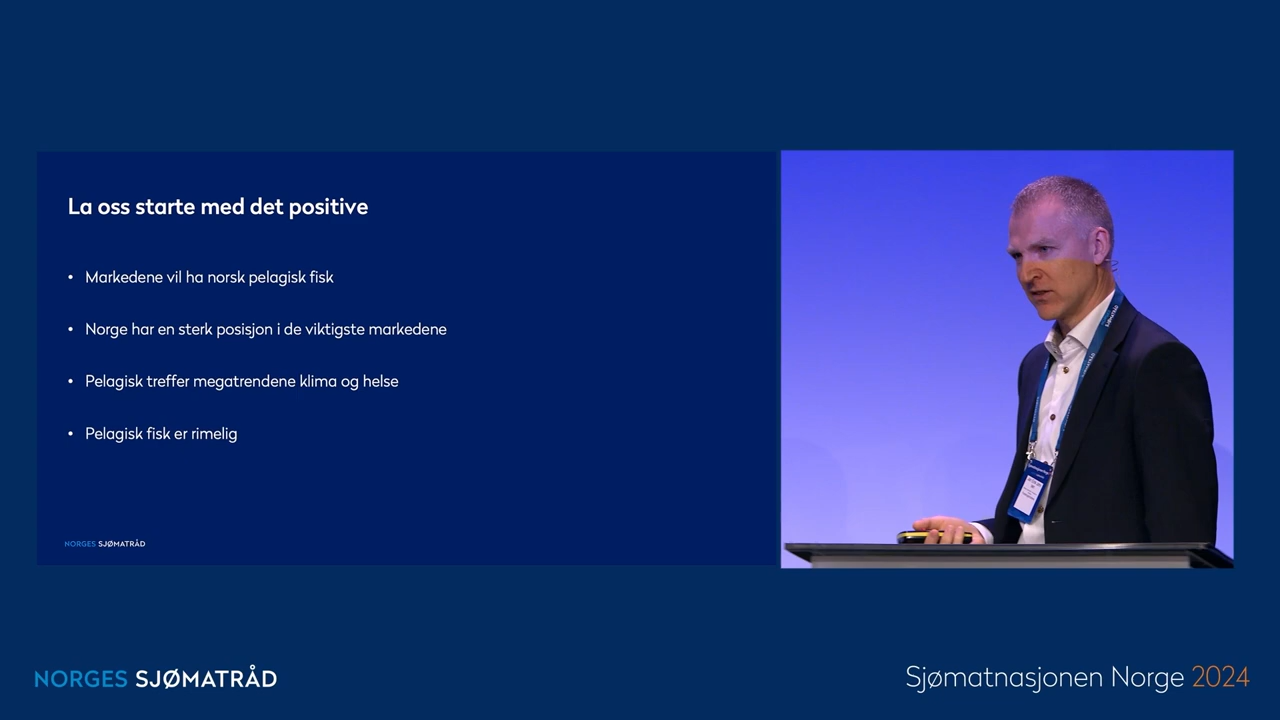 La oss starte med det positive
• Markedene vil ha norsk pelagisk fisk
• Norge har en sterk posisjon i de viktigste markedene
• Pelagisk treffer megatrendene klima og helse
• Pelagisk fisk er rimelig
NORGES SJØMATRÅD
NORGES SJØMATRÅD
Sjømatnasjonen Norge 2024